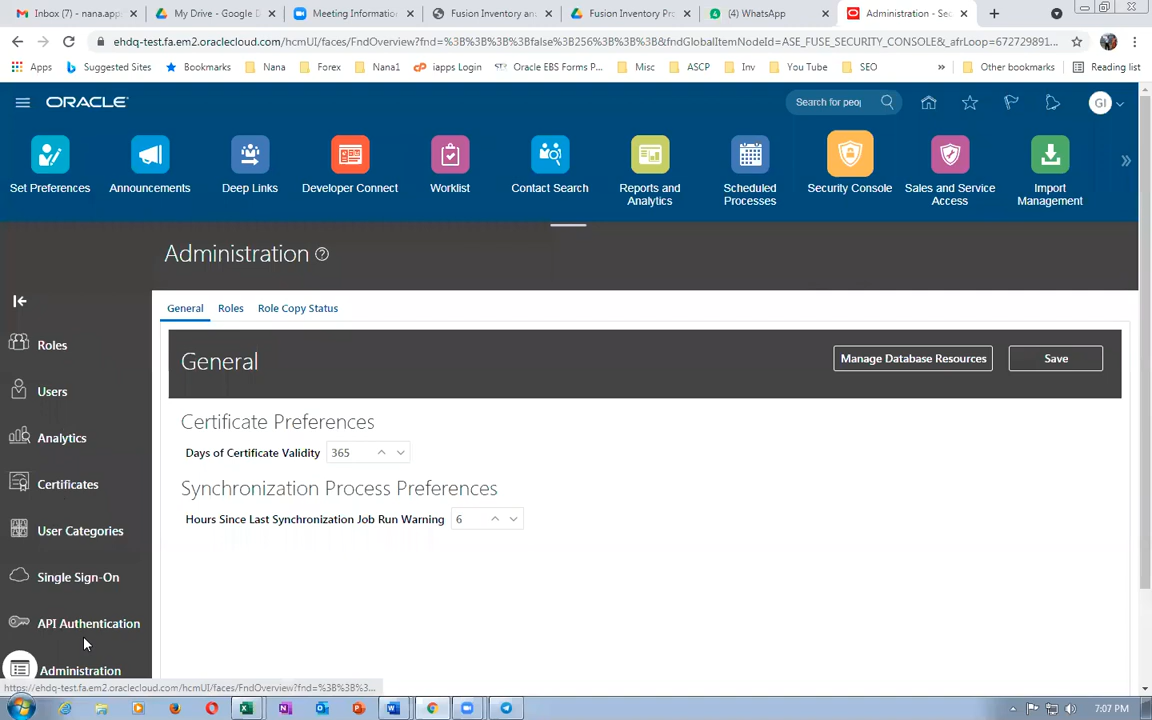 Inbox (7) - nana.apps
My Drive - Google D
Meeting Informatio
Fusion Inventory an
Fusion Inventory Pro
(4) WhatsApp
Administration - Sec
ehdq-test.fa.em2.oraclecloud.com/hcmUI/faces/FndOverview?fnd=%3B%3B%3B%3Bfalse%3B256%3B%3B%3B&fndGlobalItemNodeId=ASE_FUSE_SECURITY_CONSOLE&_afrLoop=672729891...
Apps
Suggested Sites
Bookmarks
Nana
Forex
Nana1
iapps Login
Oracle EBS Forms P...
Misc
ASCP
Inv
You Tube
SEO
»
Other bookmarks
Reading list
ORACLE
Search for peop
GI
Set Preferences
Announcements
Deep Links
Developer Connect
Worklist
Contact Search
Reports and
Analytics
Scheduled
Processes
Security Console
Sales and Service
Access
Import
Management
Administration
General
Roles
Role Copy Status
Roles
Users
Analytics
Certificates
User Categories
Single Sign-On
API Authentication
Administration
General
Manage Database Resources
Save
Certificate Preferences
Days of Certificate Validity 365
Synchronization Process Preferences
Hours Since Last Synchronization Job Run Warning 6
https://ehdq-test.fa.em2.oraclecloud.com/hcmUI/faces/FndOverview?fnd=%3B%3B%3...
7:07 PM